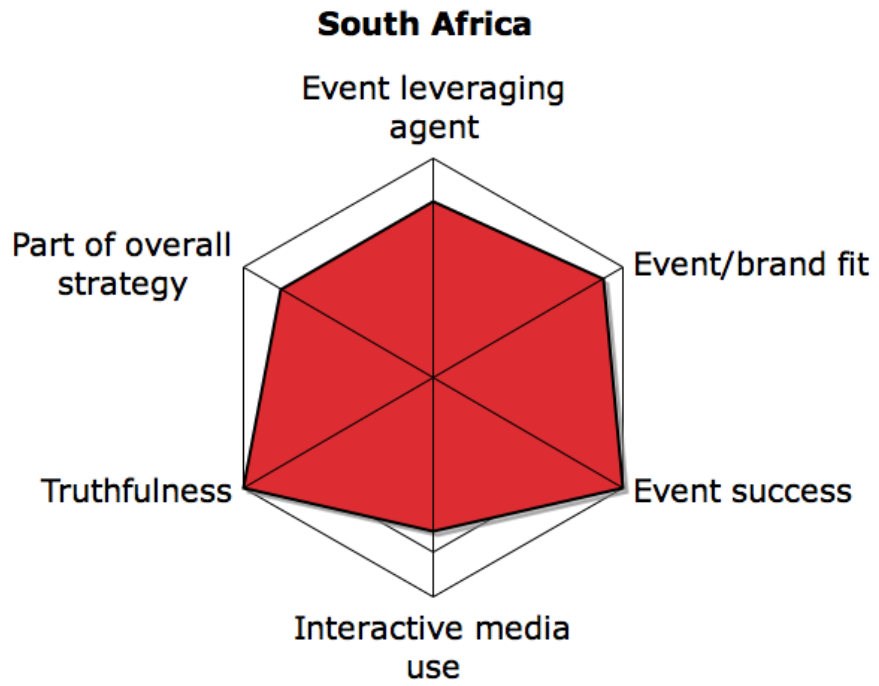 South Africa
Event leveraging
agent
Part of overall
strategy
Event/brand fit
Truthfulness
Event success
Interactive media
use